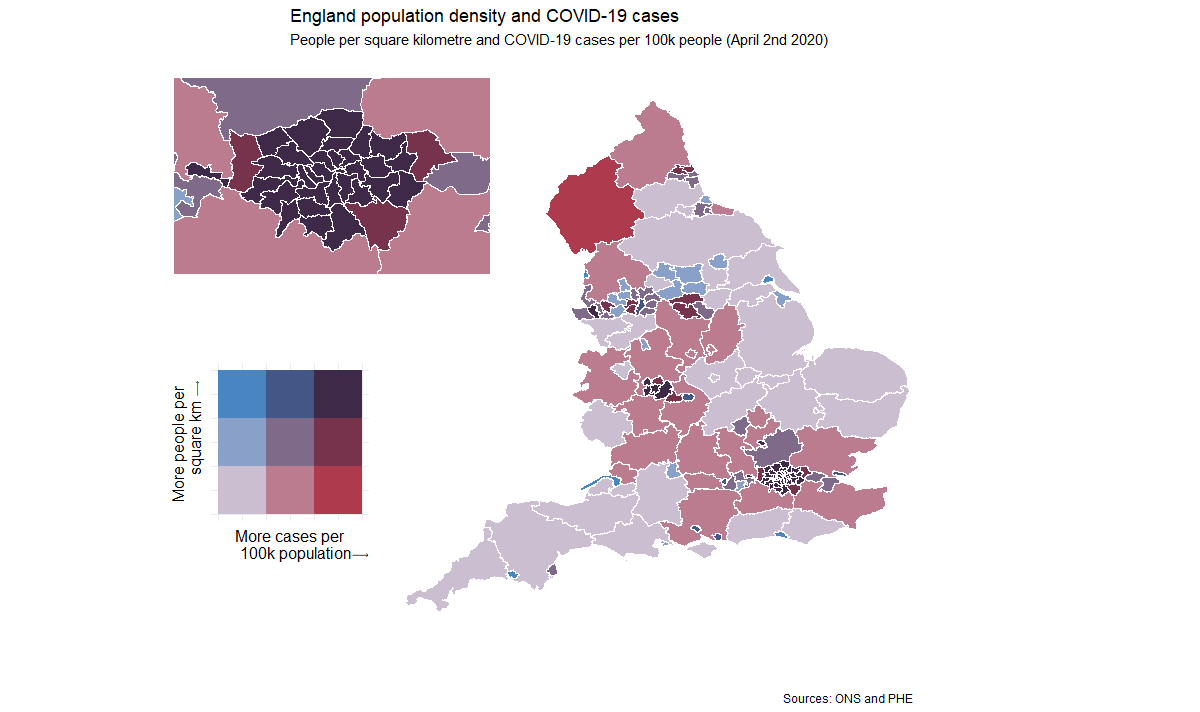 England population density and COVID-19 cases
People per square kilometre and COVID-19 cases per 100k people (April 2nd 2020)
More people per
square km →
More cases per
100k population→
Sources: ONS and PHE